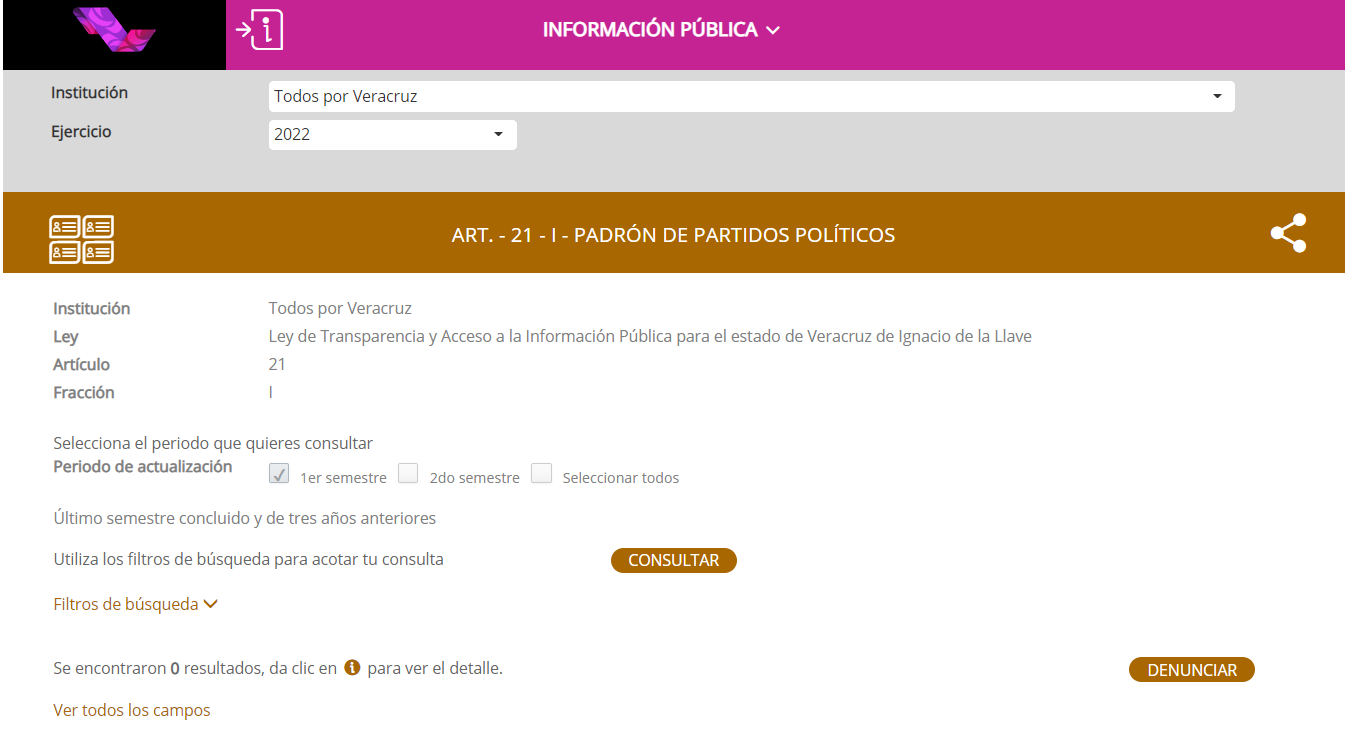 INFORMACIÓN PÚBLICA
Institución Todos por Veracruz
Ejercicio 2022
ART. - 21 - I - PADRÓN DE PARTIDOS POLÍTICOS
Institución Todos por Veracruz
Ley Ley de Transparencia y Acceso a la Información Pública para el estado de Veracruz de Ignacio de la Llave
Artículo 21
Fracción I
Selecciona el periodo que quieres consultar
Periodo de actualización 1er semestre 2do semestre Seleccionar todos
Último semestre concluido y de tres años anteriores
Utiliza los filtros de búsqueda para acotar tu consulta CONSULTAR
Filtros de búsqueda
Se encontraron 0 resultados, da clic en i para ver el detalle. DENUNCIAR
Ver todos los campos